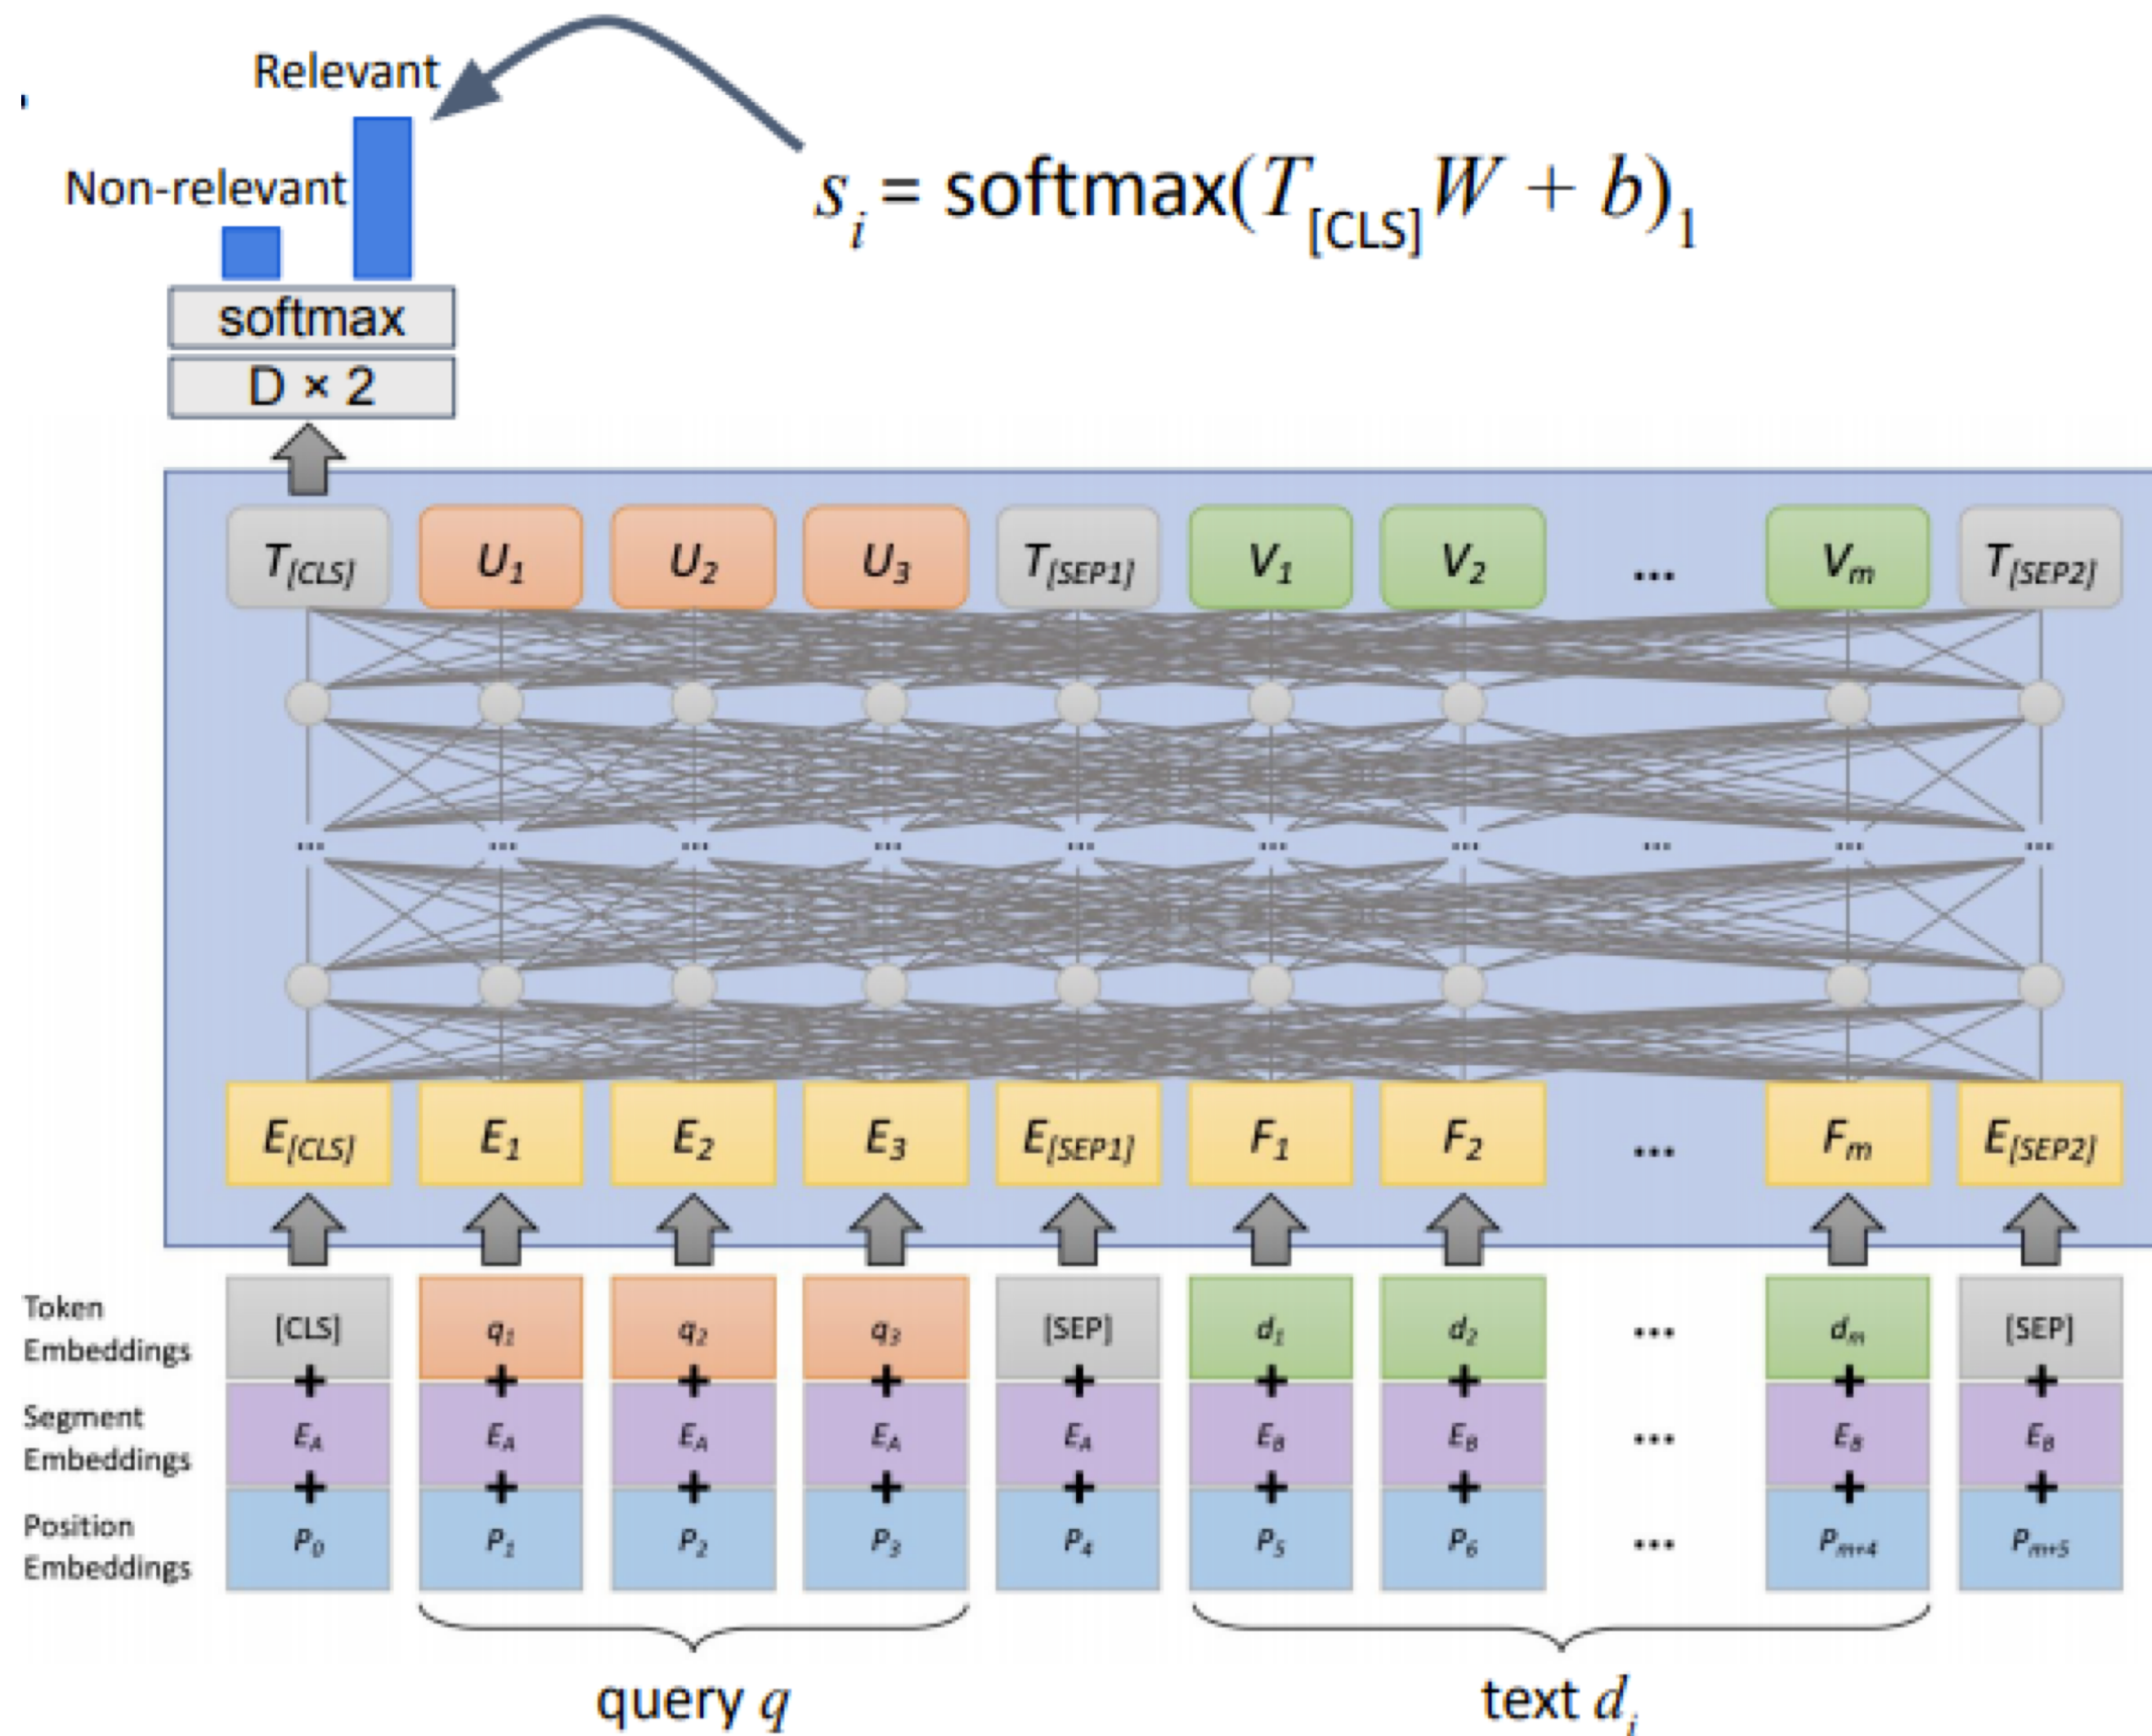 Relevant
Non-relevant
s_i = softmax(T_[CLS] W + b)_1
softmax
D × 2
T_[CLS] U_1 U_2 U_3 T_[SEP1] V_1 V_2 ... V_m T_[SEP2]
... ... ... ... ... ... ... ... ... ...
E_[CLS] E_1 E_2 E_3 E_[SEP1] F_1 F_2 ... F_m E_[SEP2]
Token
Embeddings
[CLS] q_1 q_2 q_3 [SEP] d_1 d_2 ... d_m [SEP]
+ + + + + + + + +
Segment
Embeddings
E_A E_A E_A E_A E_A E_B E_B ... E_B E_B
+ + + + + + + + +
Position
Embeddings
P_0 P_1 P_2 P_3 P_4 P_5 P_6 ... P_m+4 P_m+5
query q
text d_i